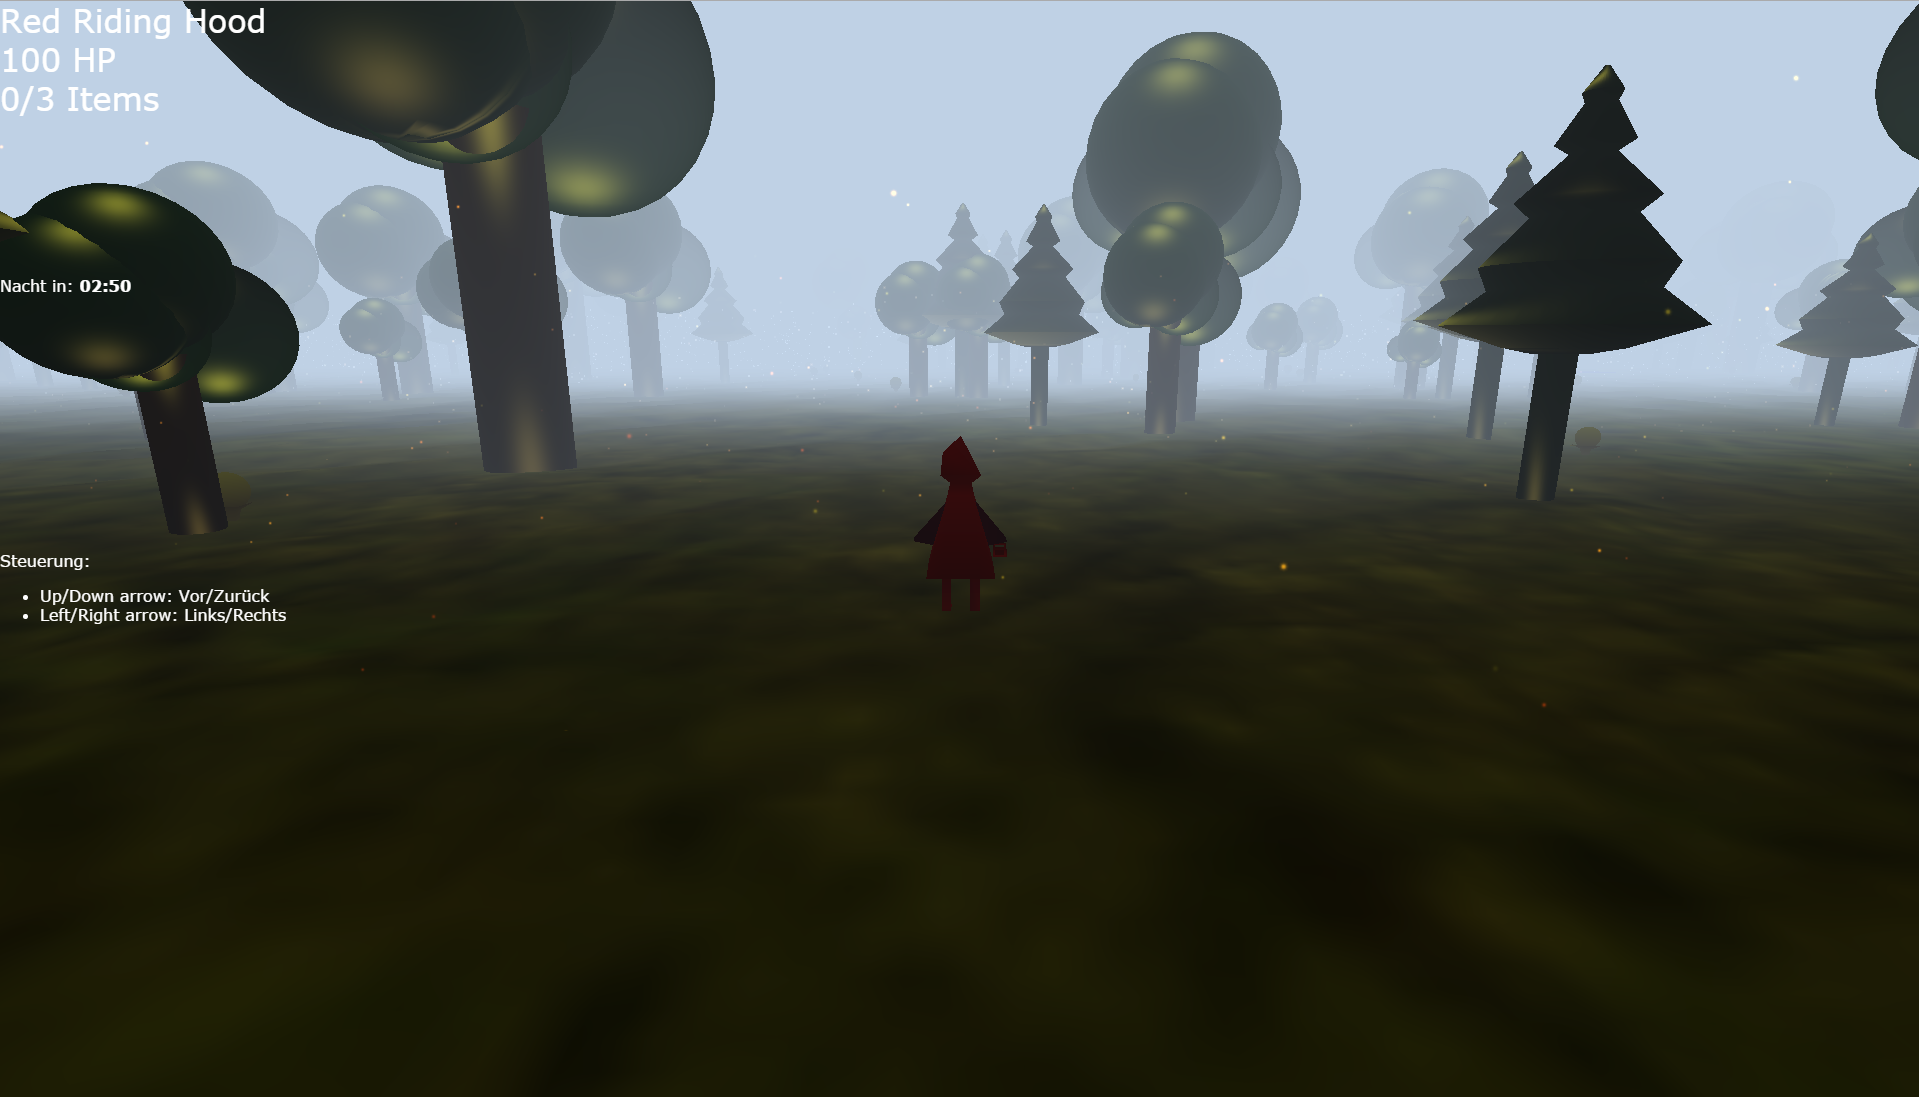 Red Riding Hood
100 HP
0/3 Items
Nacht in: 02:50
Steuerung:
Up/Down arrow: Vor/Zurück
Left/Right arrow: Links/Rechts